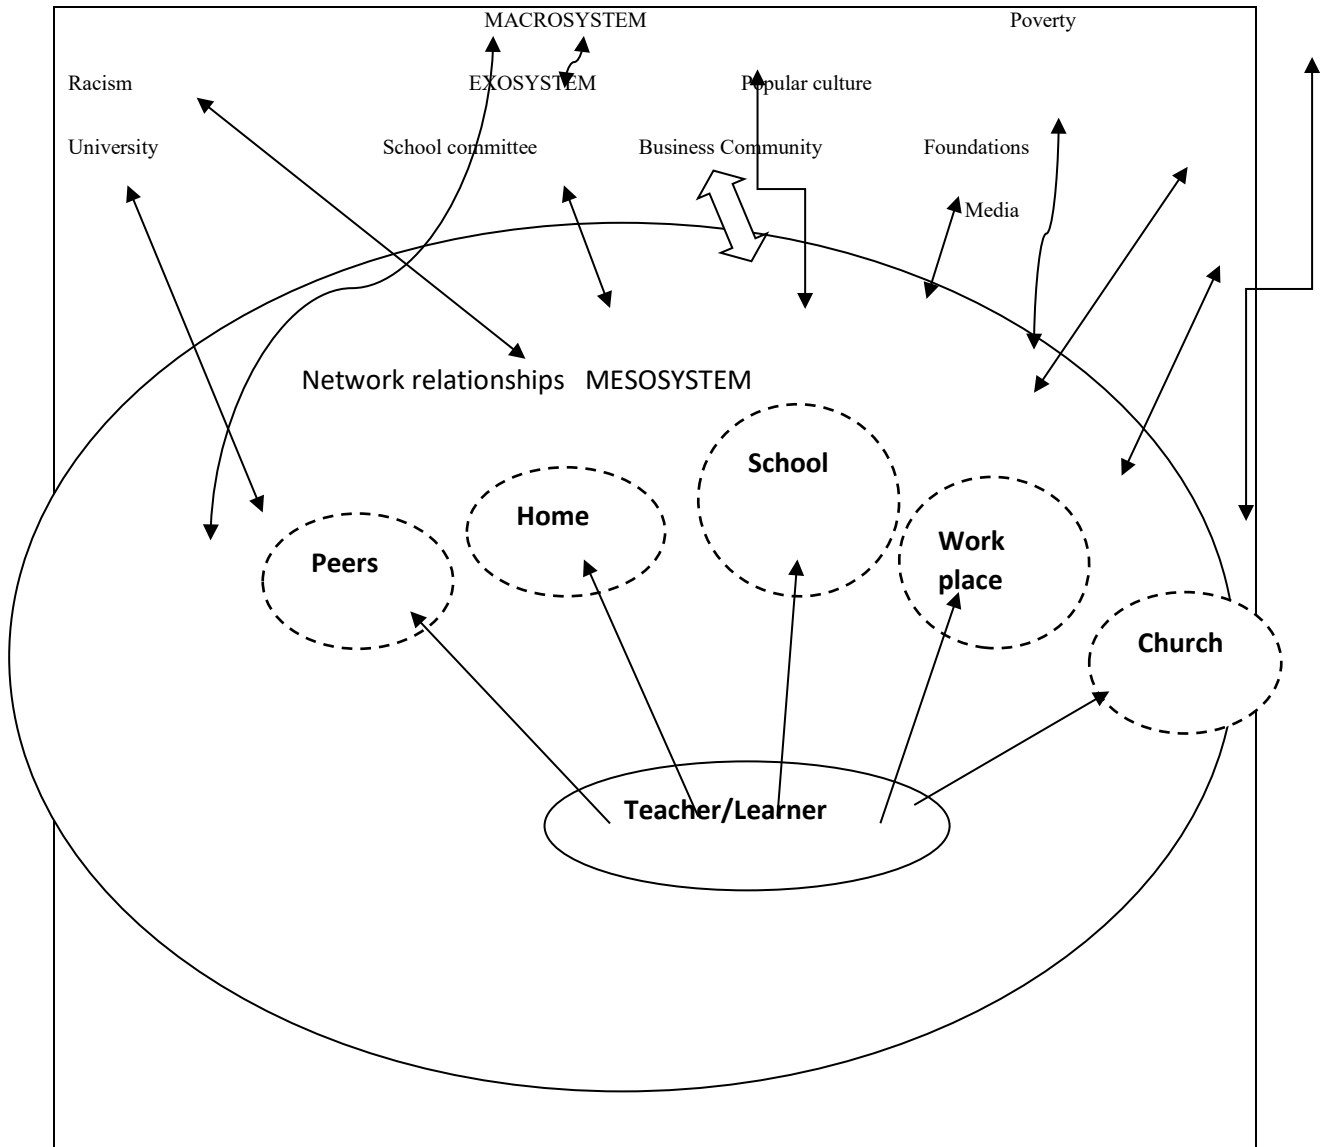 MACROSYSTEM Poverty
Racism EXOSYSTEM Popular culture
University School committee Business Community Foundations
Media
Network relationships MESOSYSTEM
School
Home
Work
place
Peers
Church
Teacher/Learner